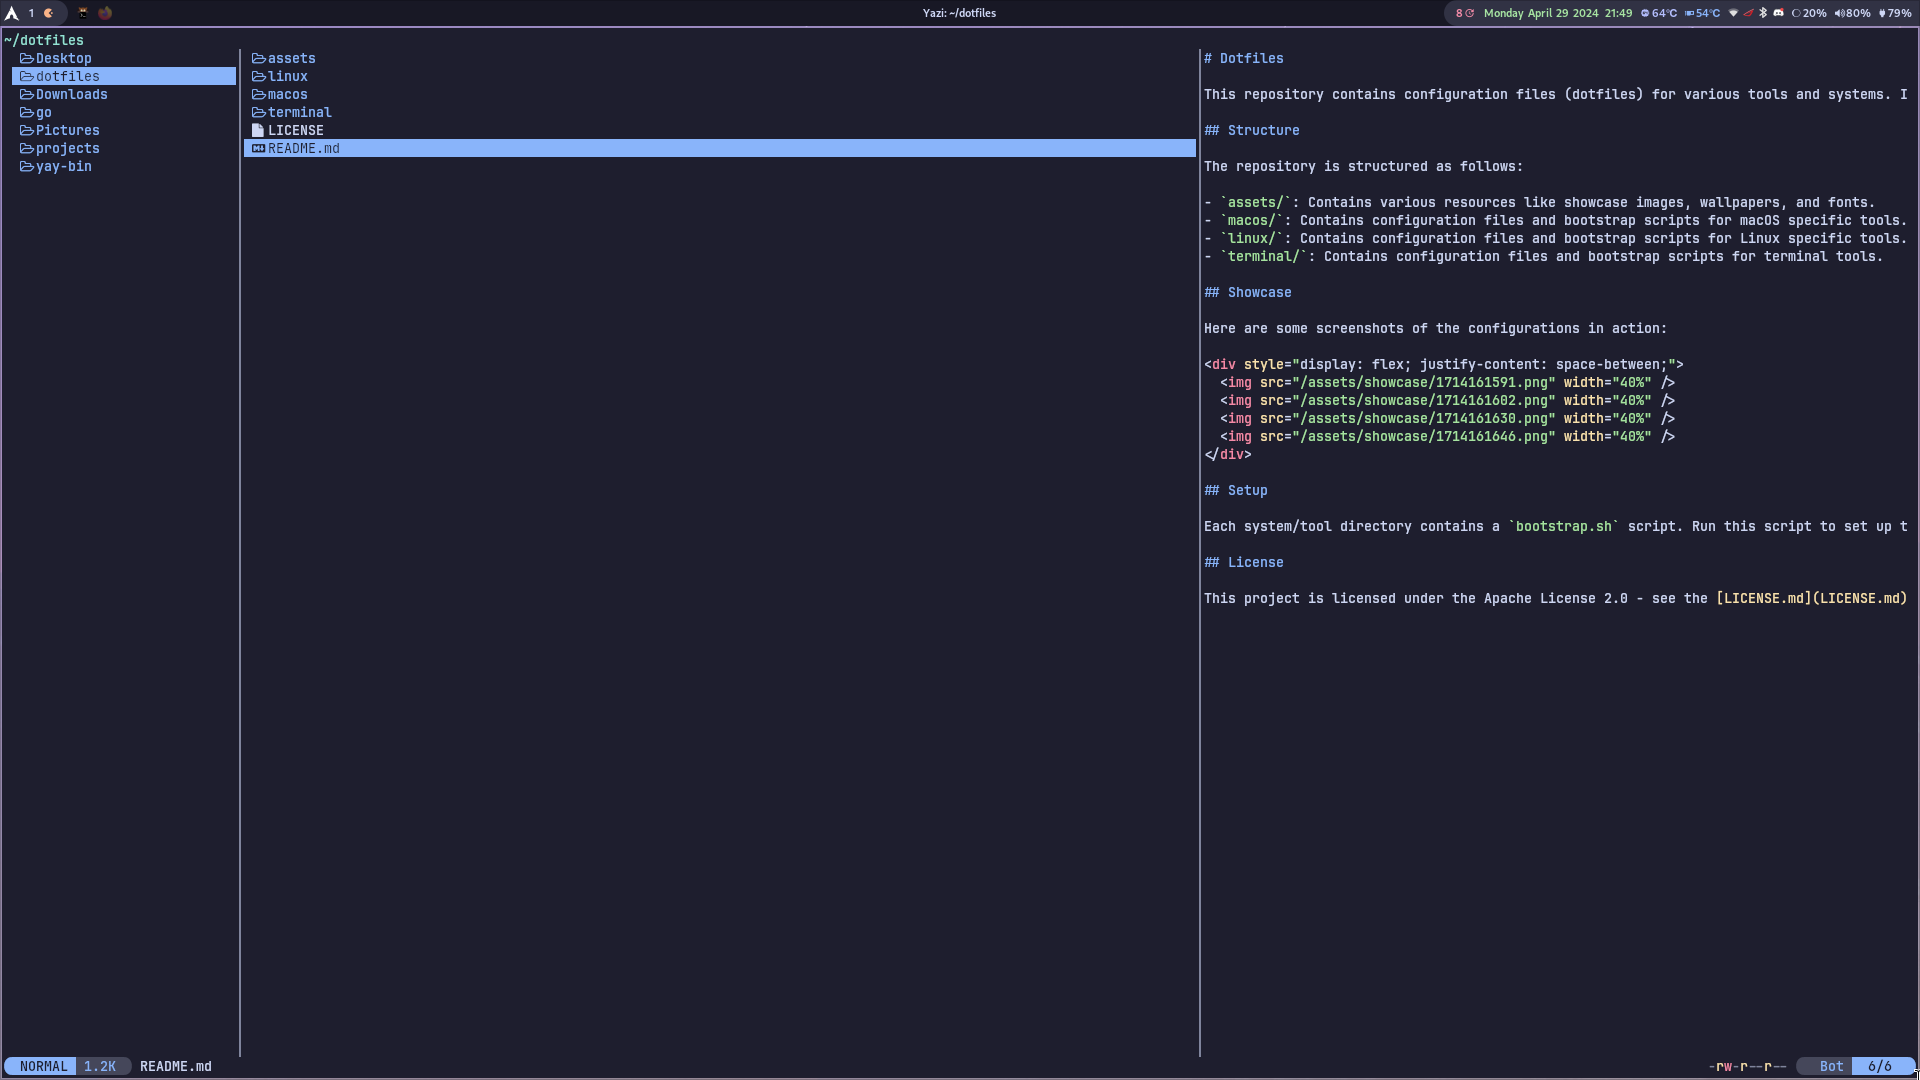 1
Yazi: ~/dotfiles
8 Monday April 29 2024 21:49 64°C 54°C 20% 80% 79%
~/dotfiles
Desktop
dotfiles
Downloads
go
Pictures
projects
yay-bin
assets
linux
macos
terminal
LICENSE
README.md
# Dotfiles
This repository contains configuration files (dotfiles) for various tools and systems. I
## Structure
The repository is structured as follows:
- `assets/`: Contains various resources like showcase images, wallpapers, and fonts.
- `macos/`: Contains configuration files and bootstrap scripts for macOS specific tools.
- `linux/`: Contains configuration files and bootstrap scripts for Linux specific tools.
- `terminal/`: Contains configuration files and bootstrap scripts for terminal tools.
## Showcase
Here are some screenshots of the configurations in action:
<div style="display: flex; justify-content: space-between;">
<img src="/assets/showcase/1714161591.png" width="40%" />
<img src="/assets/showcase/1714161602.png" width="40%" />
<img src="/assets/showcase/1714161630.png" width="40%" />
<img src="/assets/showcase/1714161646.png" width="40%" />
</div>
## Setup
Each system/tool directory contains a `bootstrap.sh` script. Run this script to set up t
## License
This project is licensed under the Apache License 2.0 - see the [LICENSE.md](LICENSE.md)
NORMAL 1.2K README.md
-rw-r--r-- Bot 6/6